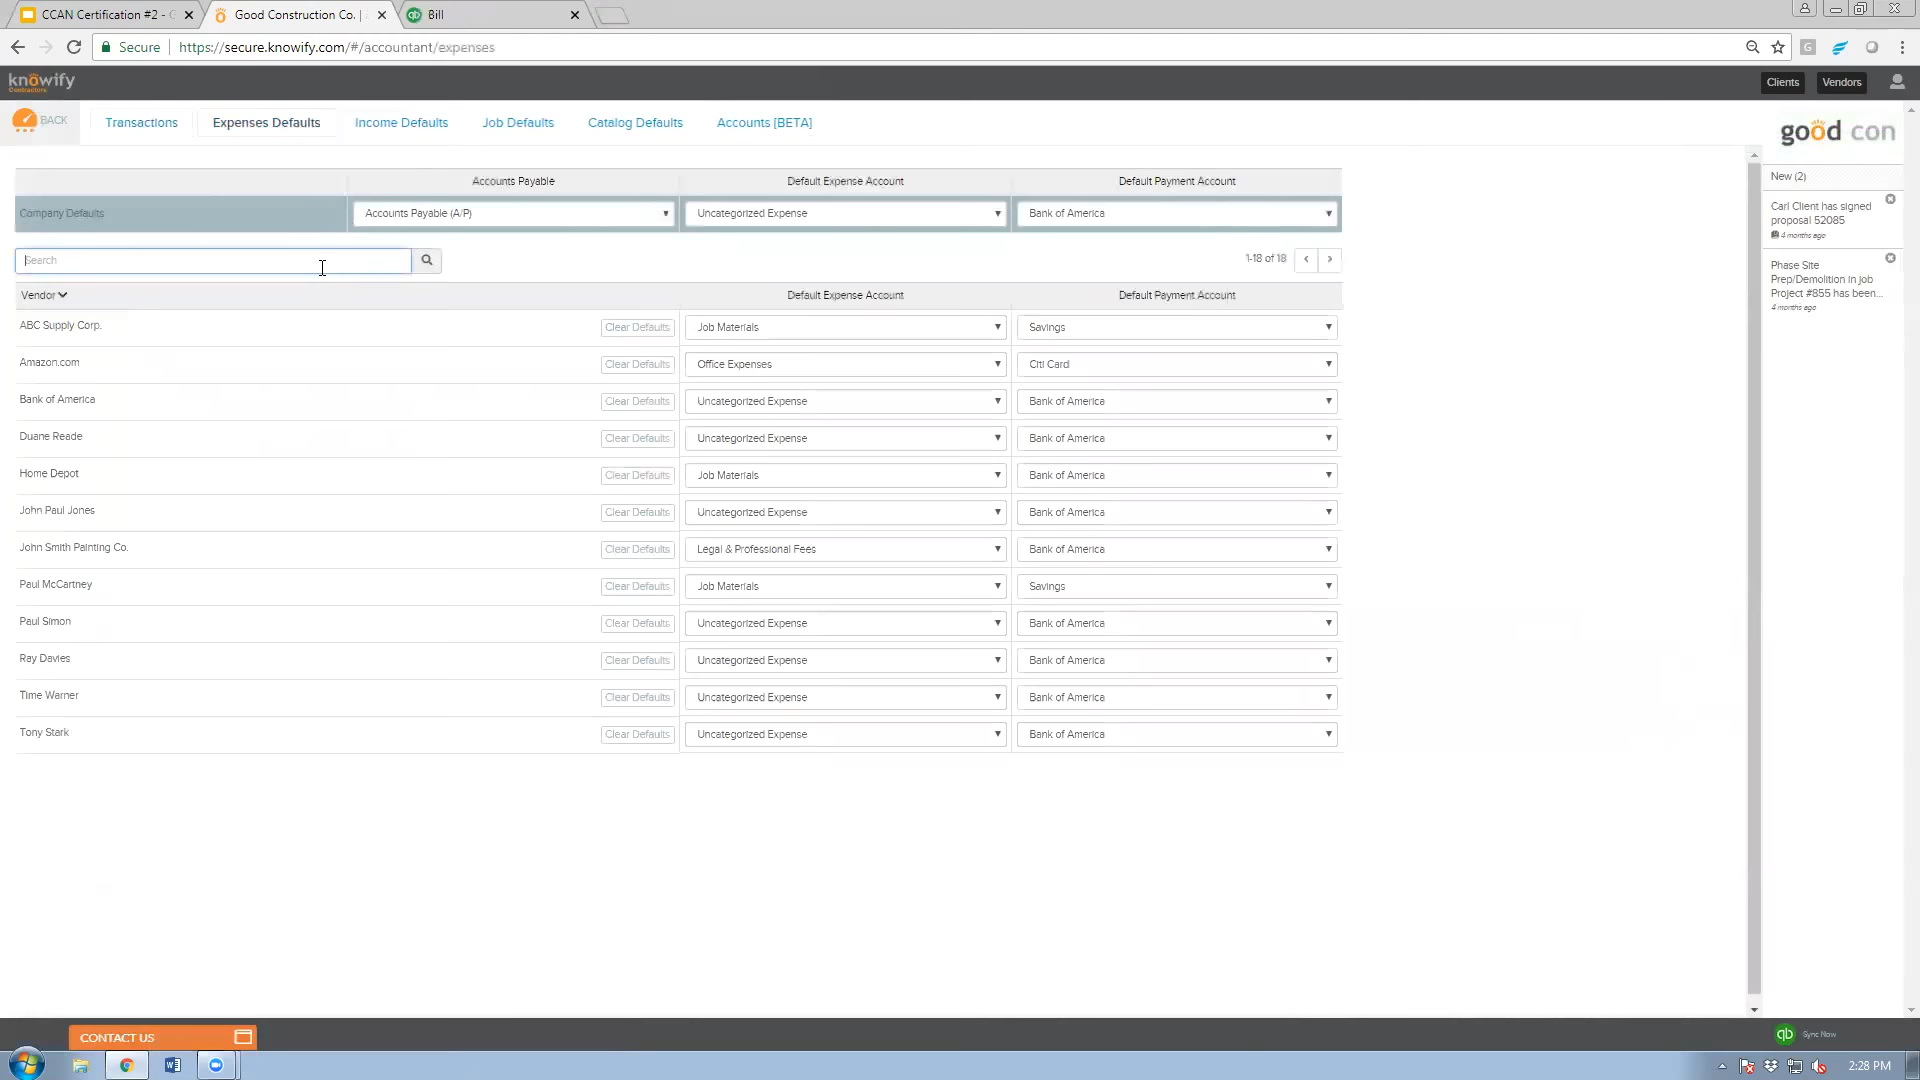 CCAN Certification #2 - C
Good Construction Co. |
Bill
Secure
https://secure.knowify.com/#/accountant/expenses
knowify
Contractors
Clients
Vendors
BACK
Transactions
Expenses Defaults
Income Defaults
Job Defaults
Catalog Defaults
Accounts [BETA]
good con
Accounts Payable
Default Expense Account
Default Payment Account
Company Defaults
Accounts Payable (A/P)
Uncategorized Expense
Bank of America
Search
1-18 of 18
Vendor
Default Expense Account
Default Payment Account
ABC Supply Corp.
Clear Defaults
Job Materials
Savings
Amazon.com
Clear Defaults
Office Expenses
Citi Card
Bank of America
Clear Defaults
Uncategorized Expense
Bank of America
Duane Reade
Clear Defaults
Uncategorized Expense
Bank of America
Home Depot
Clear Defaults
Job Materials
Bank of America
John Paul Jones
Clear Defaults
Uncategorized Expense
Bank of America
John Smith Painting Co.
Clear Defaults
Legal & Professional Fees
Bank of America
Paul McCartney
Clear Defaults
Job Materials
Savings
Paul Simon
Clear Defaults
Uncategorized Expense
Bank of America
Ray Davies
Clear Defaults
Uncategorized Expense
Bank of America
Time Warner
Clear Defaults
Uncategorized Expense
Bank of America
Tony Stark
Clear Defaults
Uncategorized Expense
Bank of America
New (2)
Carl Client has signed
proposal 52085
4 months ago
Phase Site
Prep/Demolition in job
Project #855 has been...
4 months ago
CONTACT US
qb
Sync Now
2:28 PM